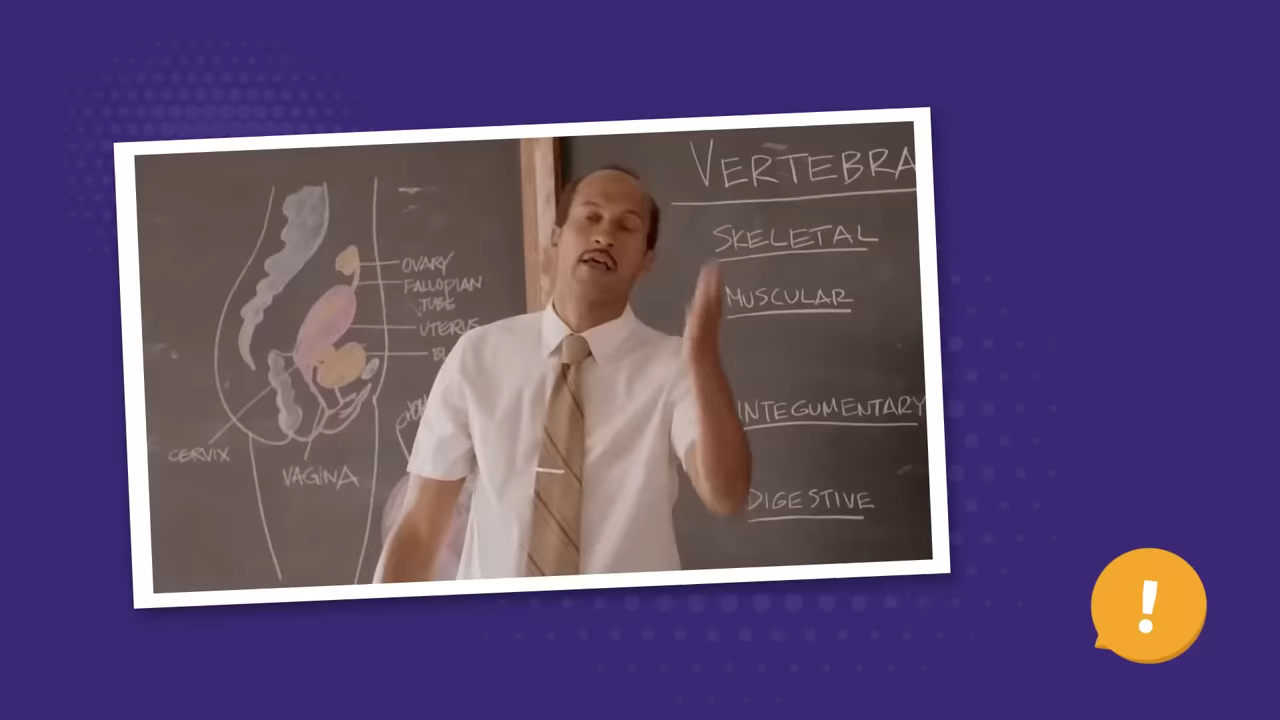 OVARY
FALLOPIAN
TUBE
UTERUS
CERVIX
VAGINA
VERTEBRA
SKELETAL
MUSCULAR
INTEGUMENTARY
DIGESTIVE
!